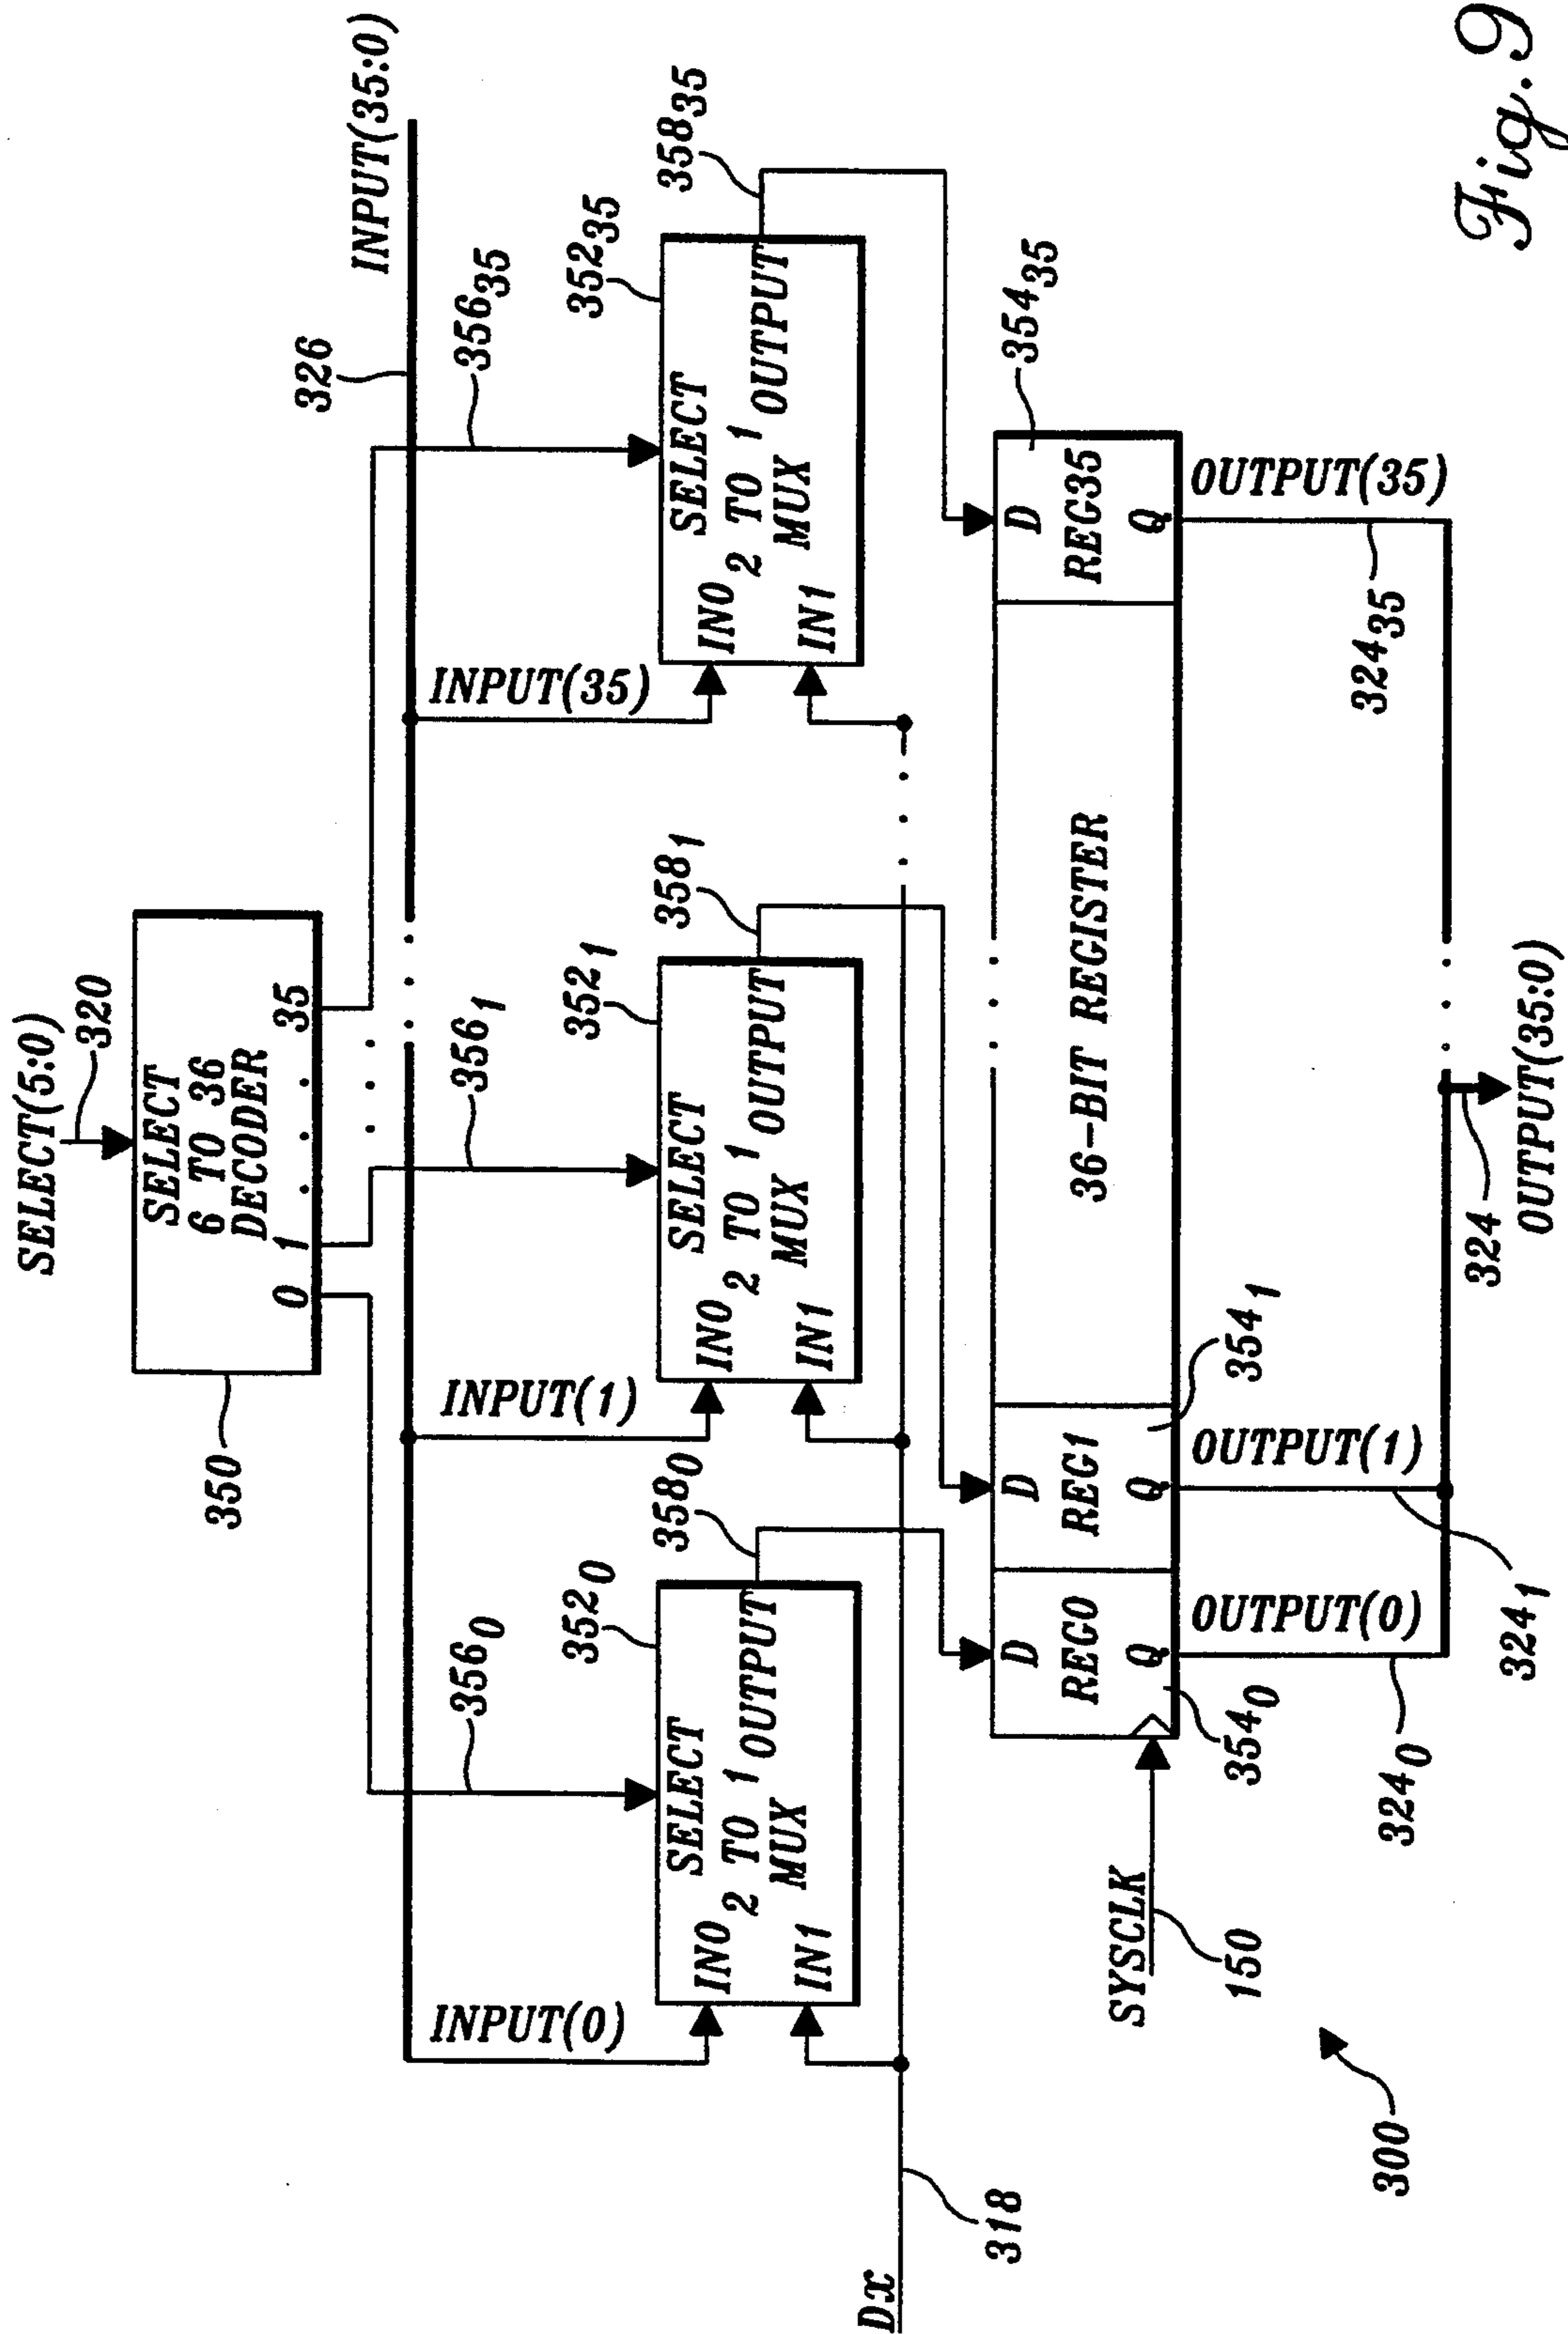 SELECT(5:0)
320
SELECT
6 TO 36
DECODER
0 1 . . . 35
350
INPUT(35:0)
326
356₀
356₁
356₃₅
INPUT(0)
INPUT(1)
INPUT(35)
352₀
SELECT
IN0 2 TO 1 OUTPUT
MUX
IN1
358₀
352₁
SELECT
IN0 2 TO 1 OUTPUT
MUX
IN1
358₁
352₃₅
SELECT
IN0 2 TO 1 OUTPUT
MUX
IN1
358₃₅
Dx
318
SYSCLK
150
D
REG0
Q
354₀
D
REG1
Q
354₁
36-BIT REGISTER
D
REG35
Q
354₃₅
OUTPUT(0)
OUTPUT(1)
OUTPUT(35)
324₀
324₁
324₃₅
324
OUTPUT(35:0)
300
Fig. 9